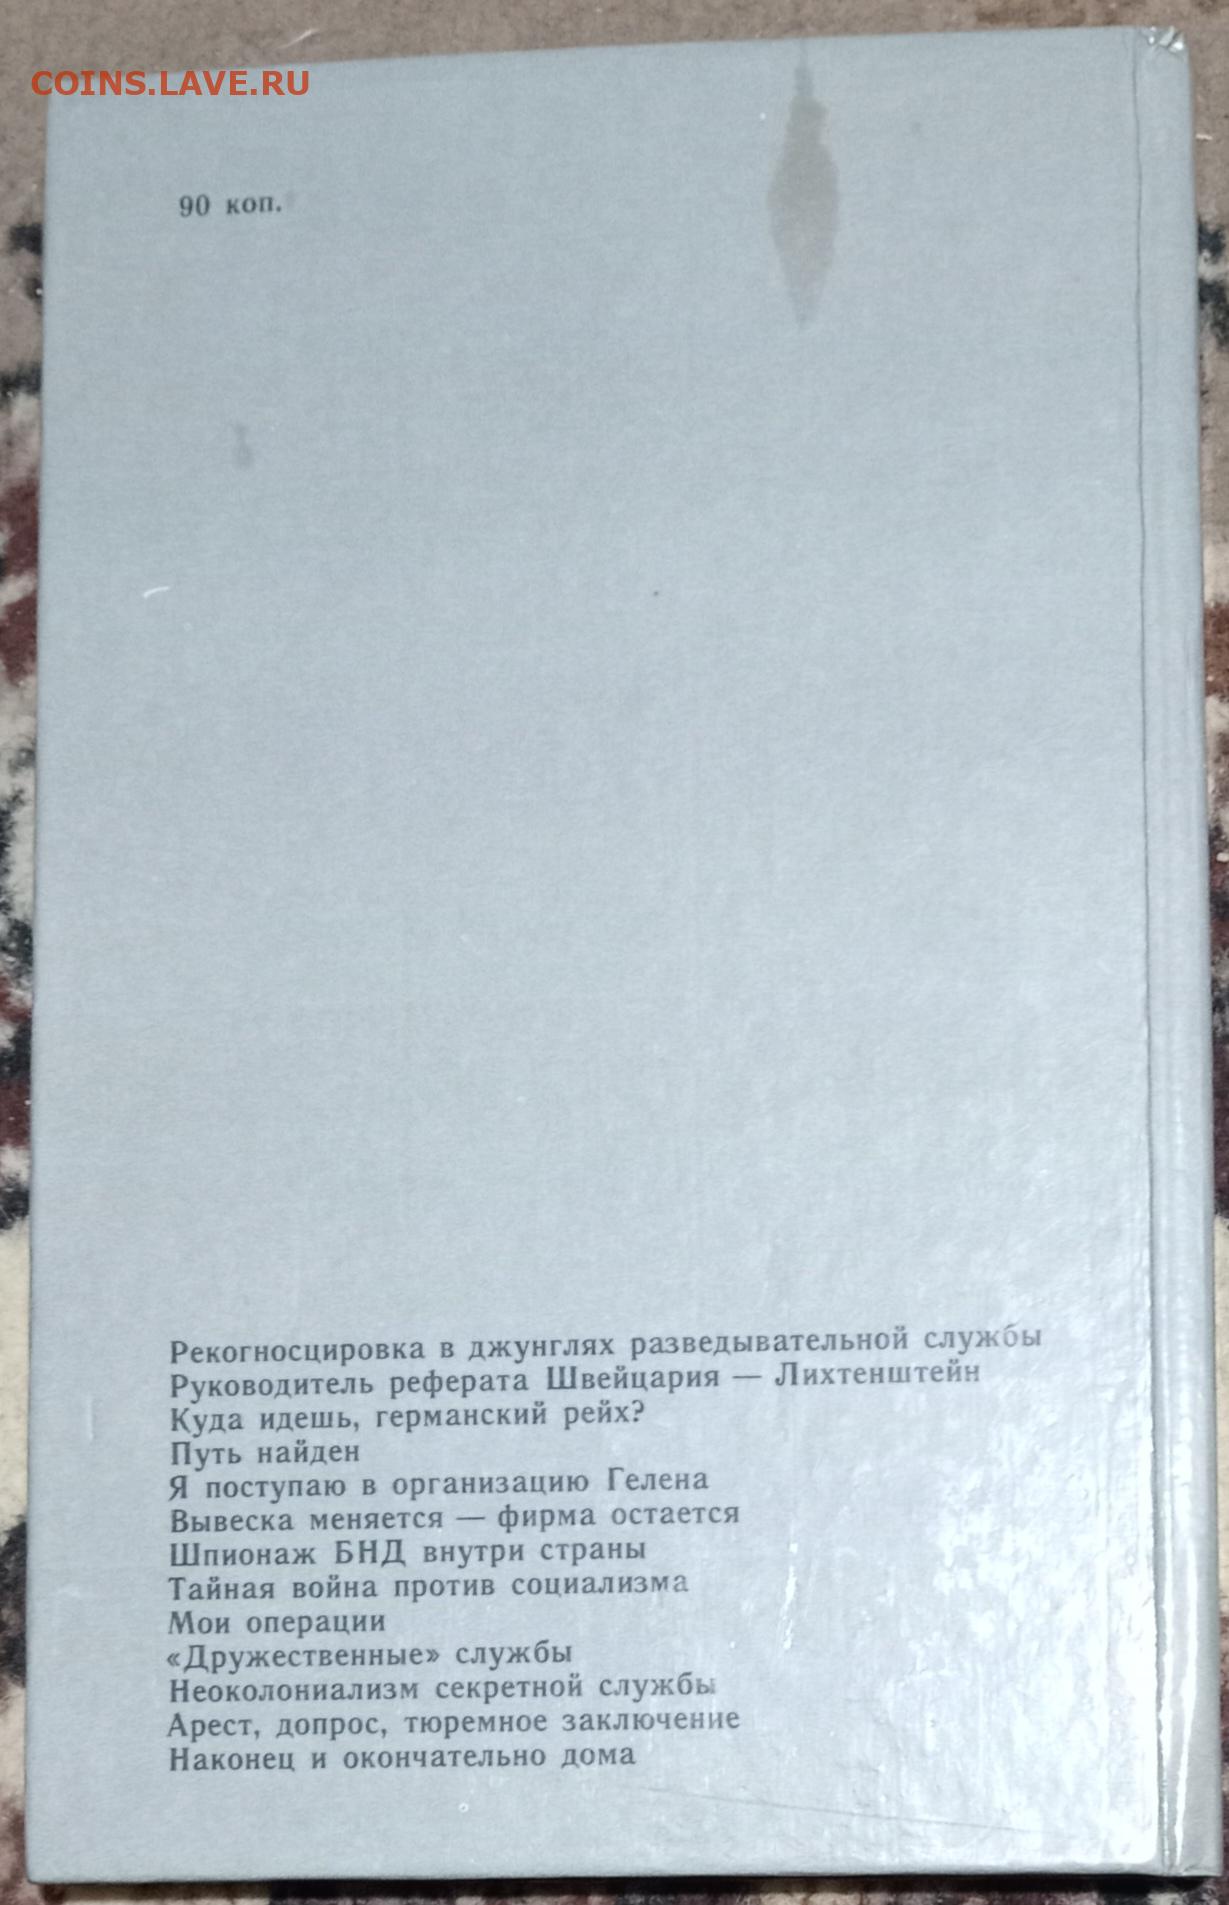 COINS.LAVE.RU
90 коп.
Рекогносцировка в джунглях разведывательной службы
Руководитель реферата Швейцария — Лихтенштейн
Куда идешь, германский рейх?
Путь найден
Я поступаю в организацию Гелена
Вывеска меняется — фирма остается
Шпионаж БНД внутри страны
Тайная война против социализма
Мои операции
«Дружественные» службы
Неоколониализм секретной службы
Арест, допрос, тюремное заключение
Наконец и окончательно дома